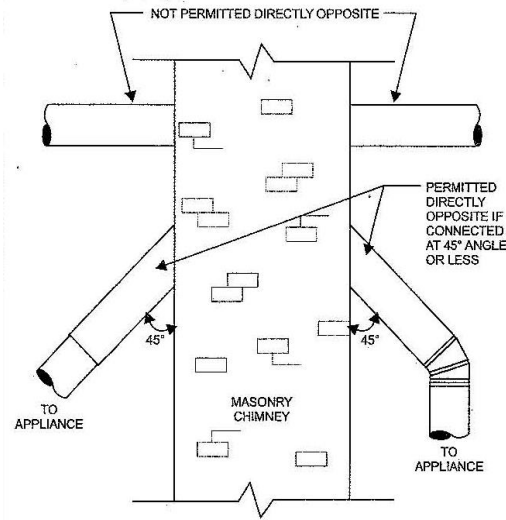 NOT PERMITTED DIRECTLY OPPOSITE
PERMITTED
DIRECTLY
OPPOSITE IF
CONNECTED
AT 45° ANGLE
OR LESS
45°
45°
TO
APPLIANCE
MASONRY
CHIMNEY
TO
APPLIANCE